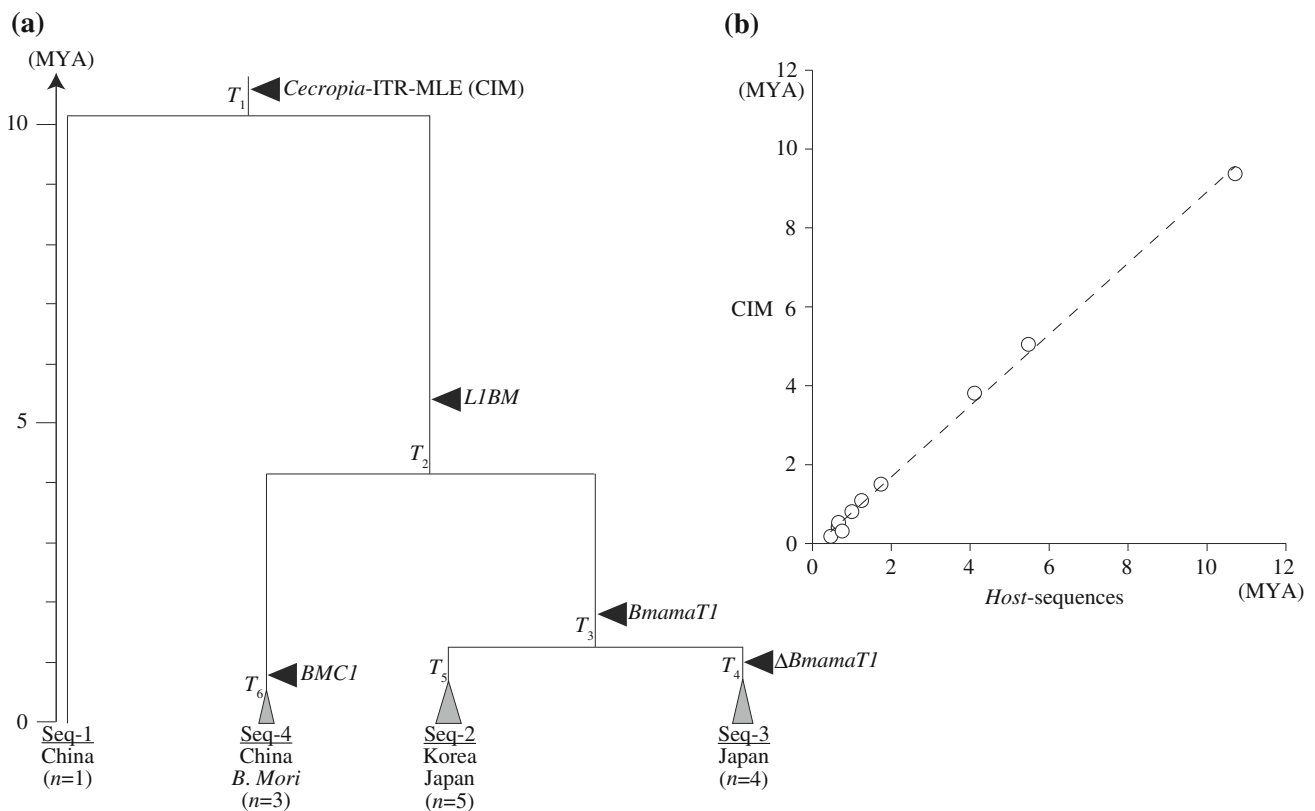 (a)
(MYA)
T1
Cecropia-ITR-MLE (CIM)
10
L1BM
5
T2
BmamaT1
T3
ΔBmamaT1
T4
T5
BMC1
T6
0
Seq-1
China
(n=1)
Seq-4
China
B. Mori
(n=3)
Seq-2
Korea
Japan
(n=5)
Seq-3
Japan
(n=4)
(b)
12
(MYA)
10
8
CIM 6
4
2
0
0 2 4 6 8 10 12
Host-sequences
(MYA)